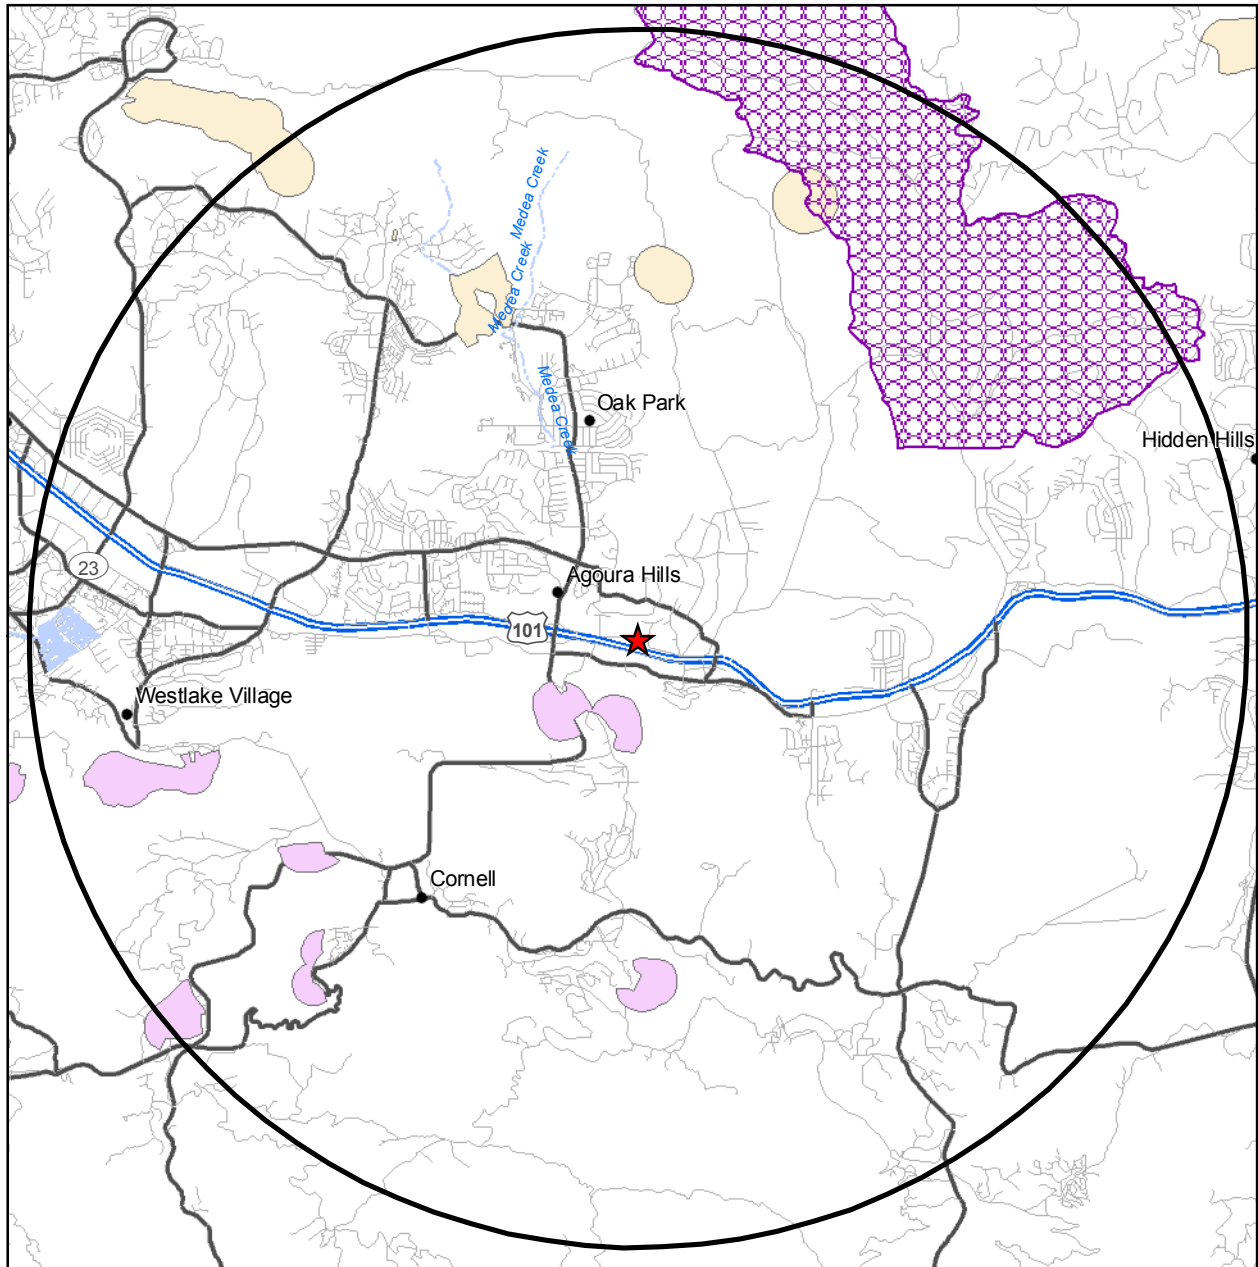 Medea Creek
Medea Creek
Medea Creek
Oak Park
Hidden Hills
23
Agoura Hills
101
Westlake Village
Cornell